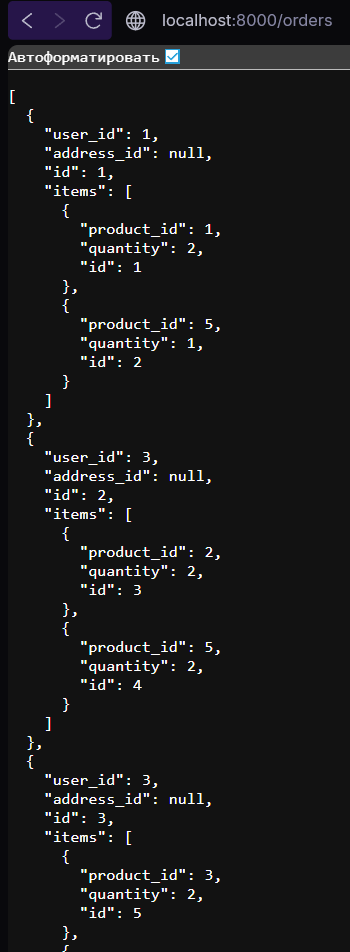 localhost:8000/orders
Автоформатировать
[
  {
    "user_id": 1,
    "address_id": null,
    "id": 1,
    "items": [
      {
        "product_id": 1,
        "quantity": 2,
        "id": 1
      },
      {
        "product_id": 5,
        "quantity": 1,
        "id": 2
      }
    ]
  },
  {
    "user_id": 3,
    "address_id": null,
    "id": 2,
    "items": [
      {
        "product_id": 2,
        "quantity": 2,
        "id": 3
      },
      {
        "product_id": 5,
        "quantity": 2,
        "id": 4
      }
    ]
  },
  {
    "user_id": 3,
    "address_id": null,
    "id": 3,
    "items": [
      {
        "product_id": 3,
        "quantity": 2,
        "id": 5
      },
      {